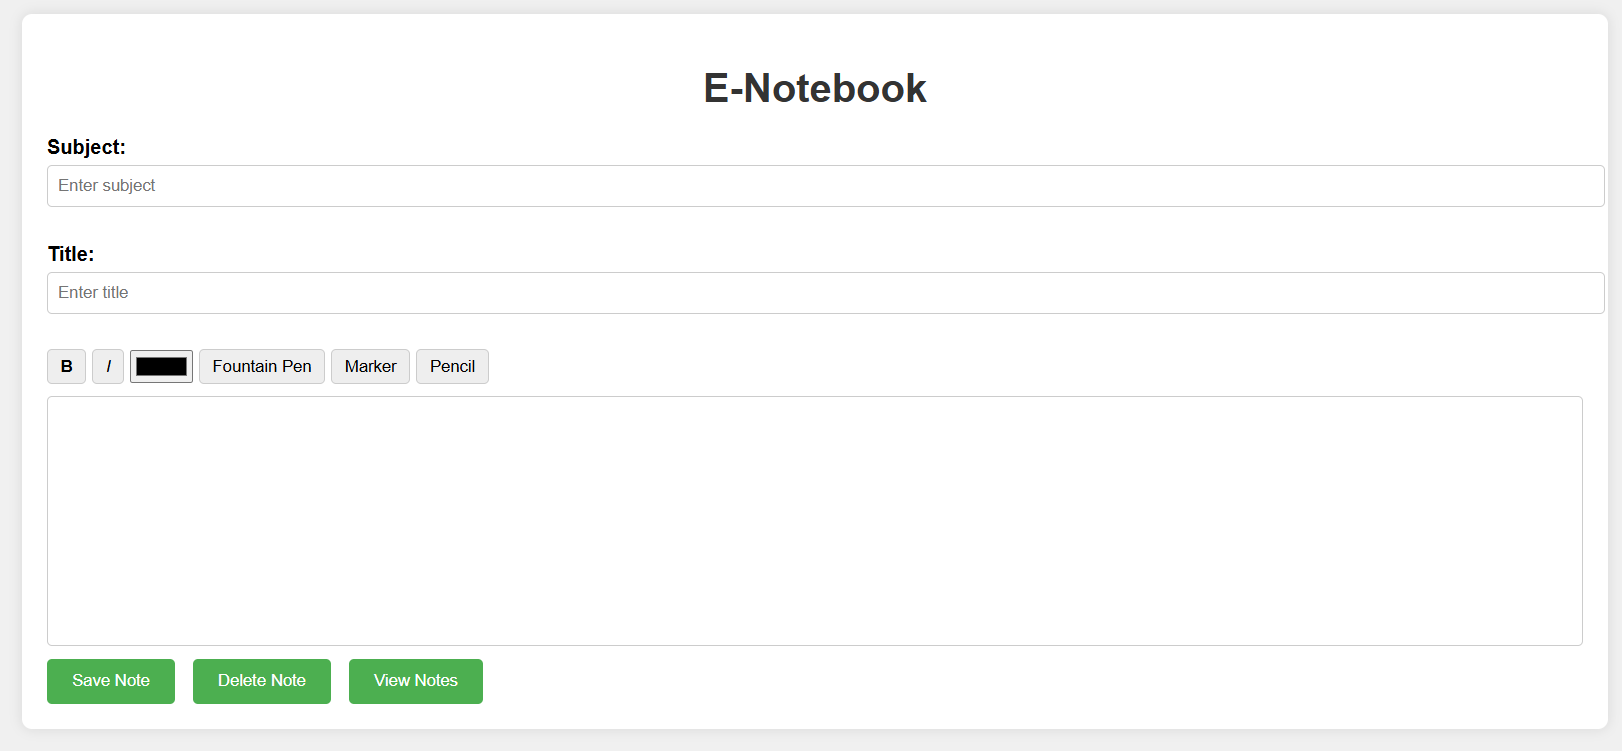 E-Notebook
Subject:
Enter subject
Title:
Enter title
B I Fountain Pen Marker Pencil
Save Note Delete Note View Notes